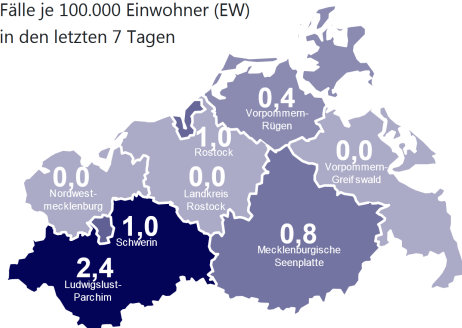 Fälle je 100.000 Einwohner (EW)
in den letzten 7 Tagen
0,4
Vorpommern-
Rügen
1,0
Rostock
0,0
Nordwest-
mecklenburg
0,0
Landkreis
Rostock
0,0
Vorpommern-
Greifswald
1,0
Schwerin
0,8
Mecklenburgische
Seenplatte
2,4
Ludwigslust-
Parchim